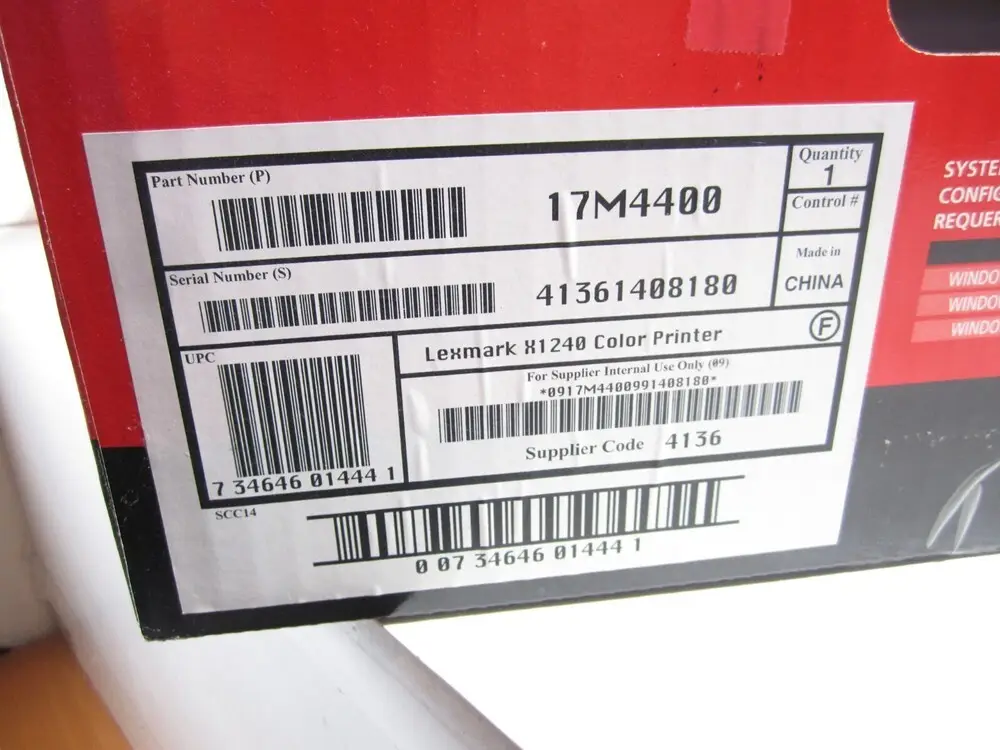 Part Number (P)
17M4400
Quantity
1
Control #
Serial Number (S)
41361408180
Made in
CHINA
UPC
7 34646 01444 1
Lexmark X1240 Color Printer
F
For Supplier Internal Use Only (09)
*0917M4400991408180*
Supplier Code 4136
SCC14
0 07 34646 01444 1
SYSTE
CONFIG
REQUER
WINDO
WINDO
WINDO